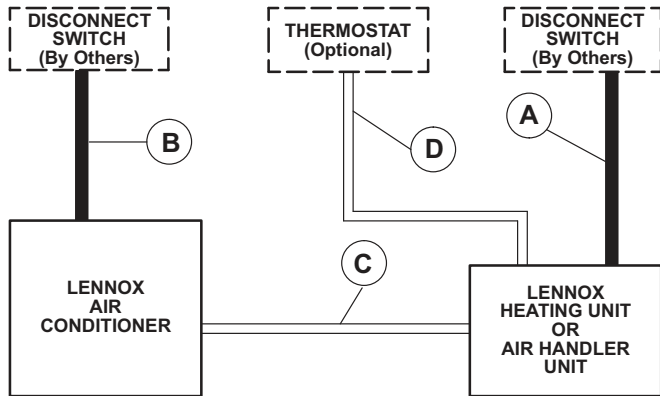 DISCONNECT
SWITCH
(By Others)
THERMOSTAT
(Optional)
DISCONNECT
SWITCH
(By Others)
B
D
A
C
LENNOX
AIR
CONDITIONER
LENNOX
HEATING UNIT
OR
AIR HANDLER
UNIT